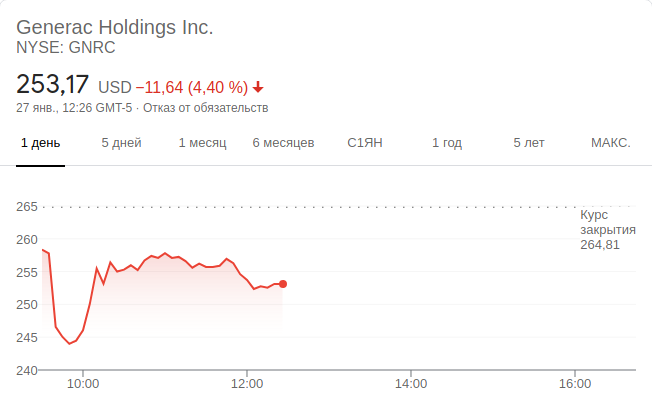 Generac Holdings Inc.
NYSE: GNRC
253,17 USD −11,64 (4,40 %)
27 янв., 12:26 GMT-5 · Отказ от обязательств
1 день 5 дней 1 месяц 6 месяцев С1ЯН 1 год 5 лет МАКС.
265
Курс
закрытия
264,81
260
255
250
245
240
10:00 12:00 14:00 16:00